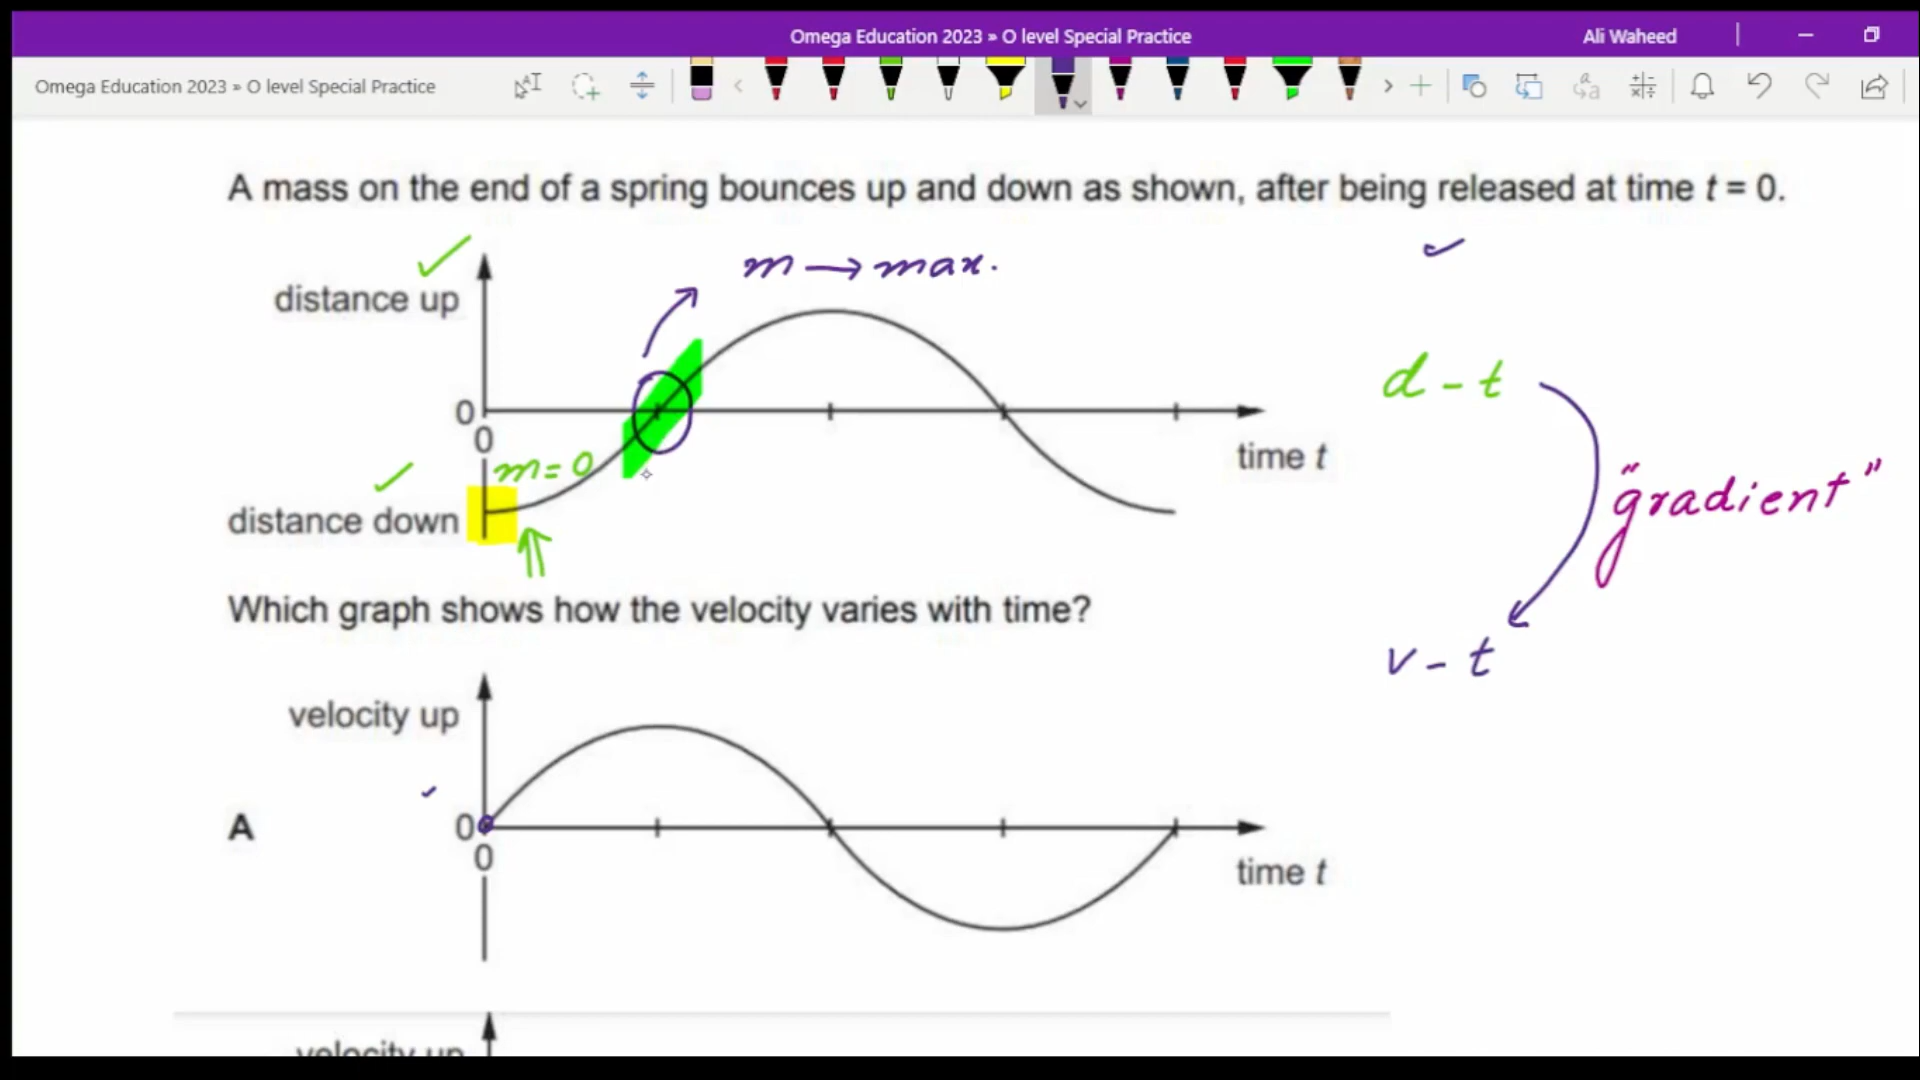 Omega Education 2023 » O level Special Practice
Ali Waheed
Omega Education 2023 » O level Special Practice
A mass on the end of a spring bounces up and down as shown, after being released at time t = 0.
m → max.
distance up
d - t
0
0
time t
m = 0
"gradient"
distance down
Which graph shows how the velocity varies with time?
v - t
velocity up
A
0
0
time t
velocity up